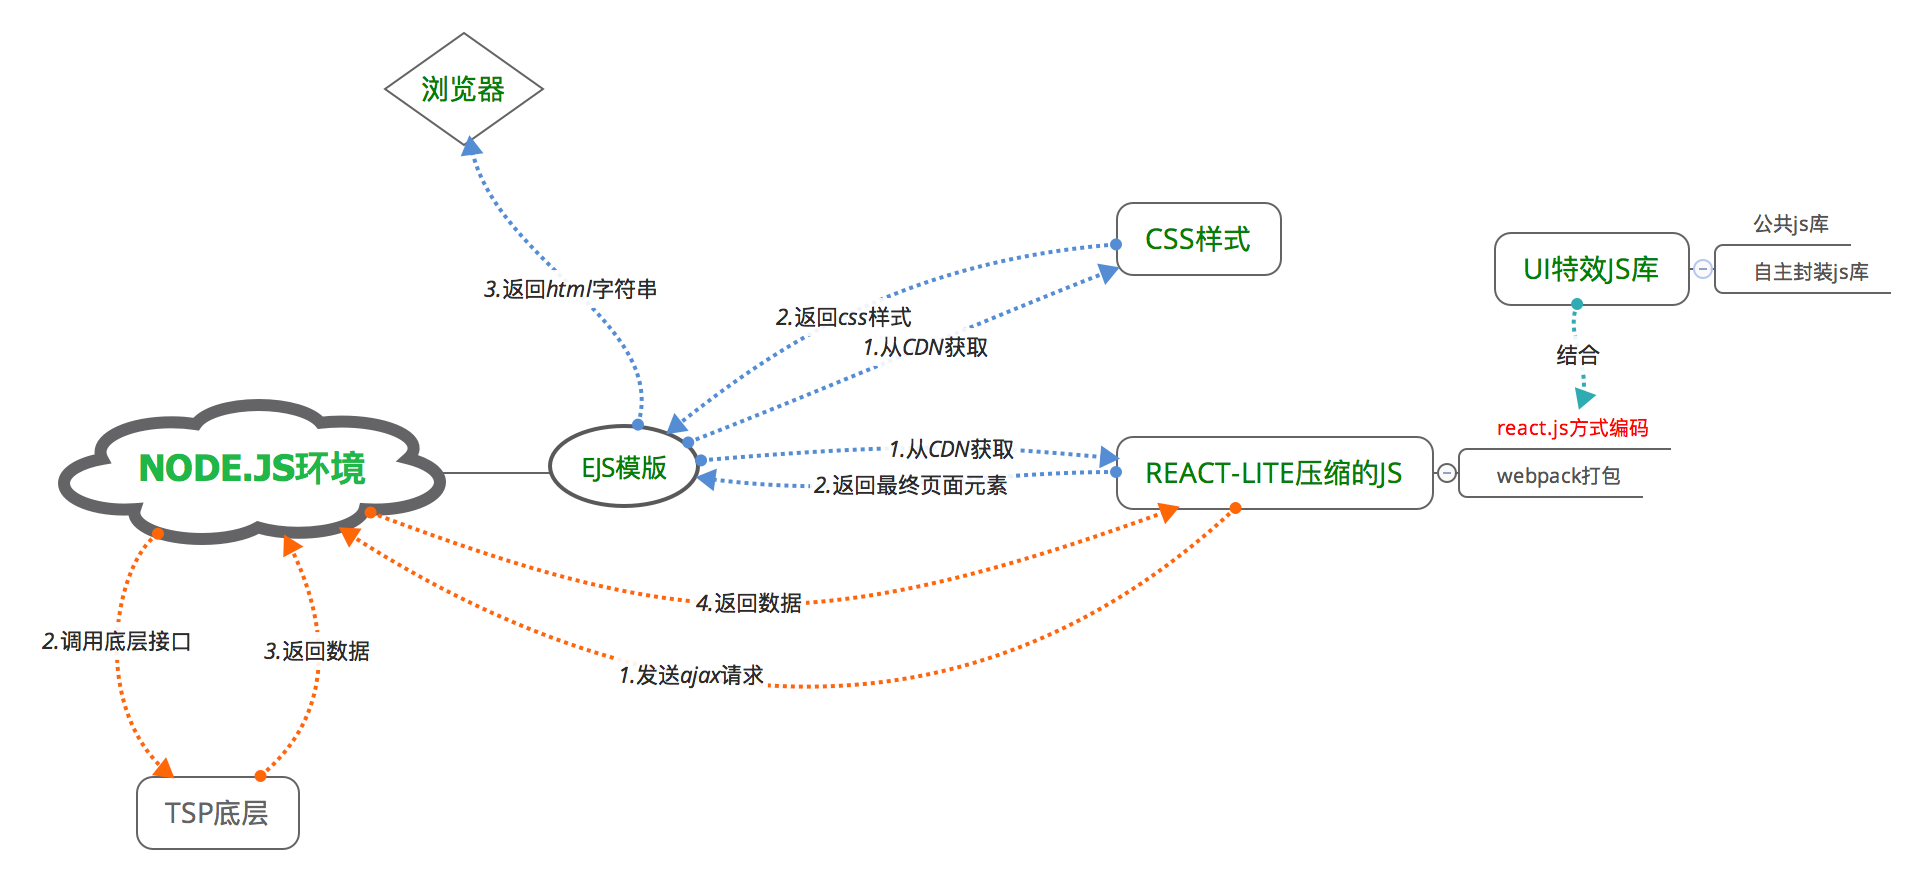 浏览器
公共js库
CSS样式
UI特效JS库
自主封装js库
3.返回html字符串
2.返回css样式
1.从CDN获取
结合
react.js方式编码
NODE.JS环境
EJS模版
1.从CDN获取
REACT-LITE压缩的JS
webpack打包
2.返回最终页面元素
4.返回数据
2.调用底层接口
3.返回数据
1.发送ajax请求
TSP底层